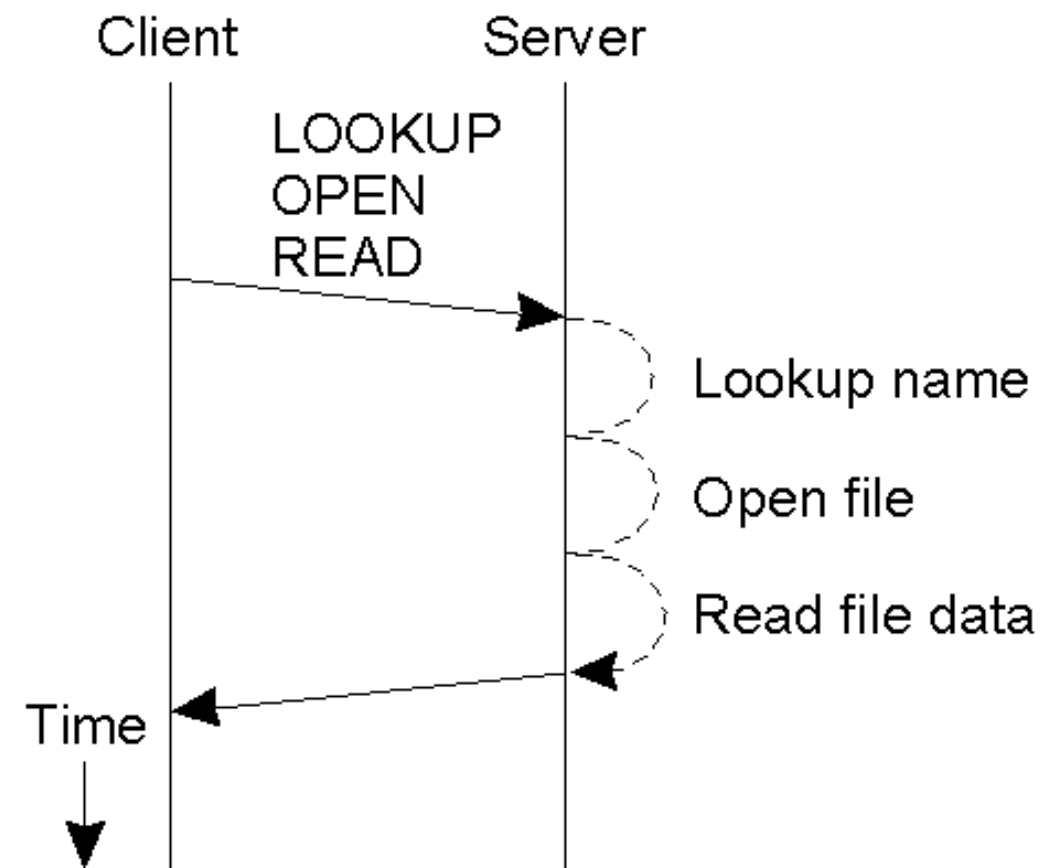 Client
Server
LOOKUP
OPEN
READ
Lookup name
Open file
Read file data
Time